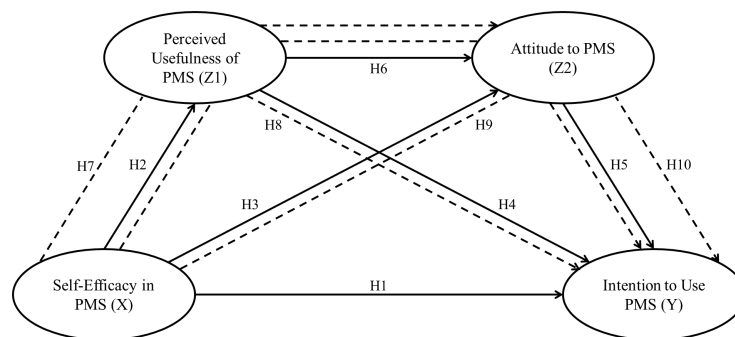 Perceived
Usefulness of
PMS (Z1)
Attitude to PMS
(Z2)
H6
H8
H9
H7
H2
H5
H10
H3
H4
Self-Efficacy in
PMS (X)
H1
Intention to Use
PMS (Y)